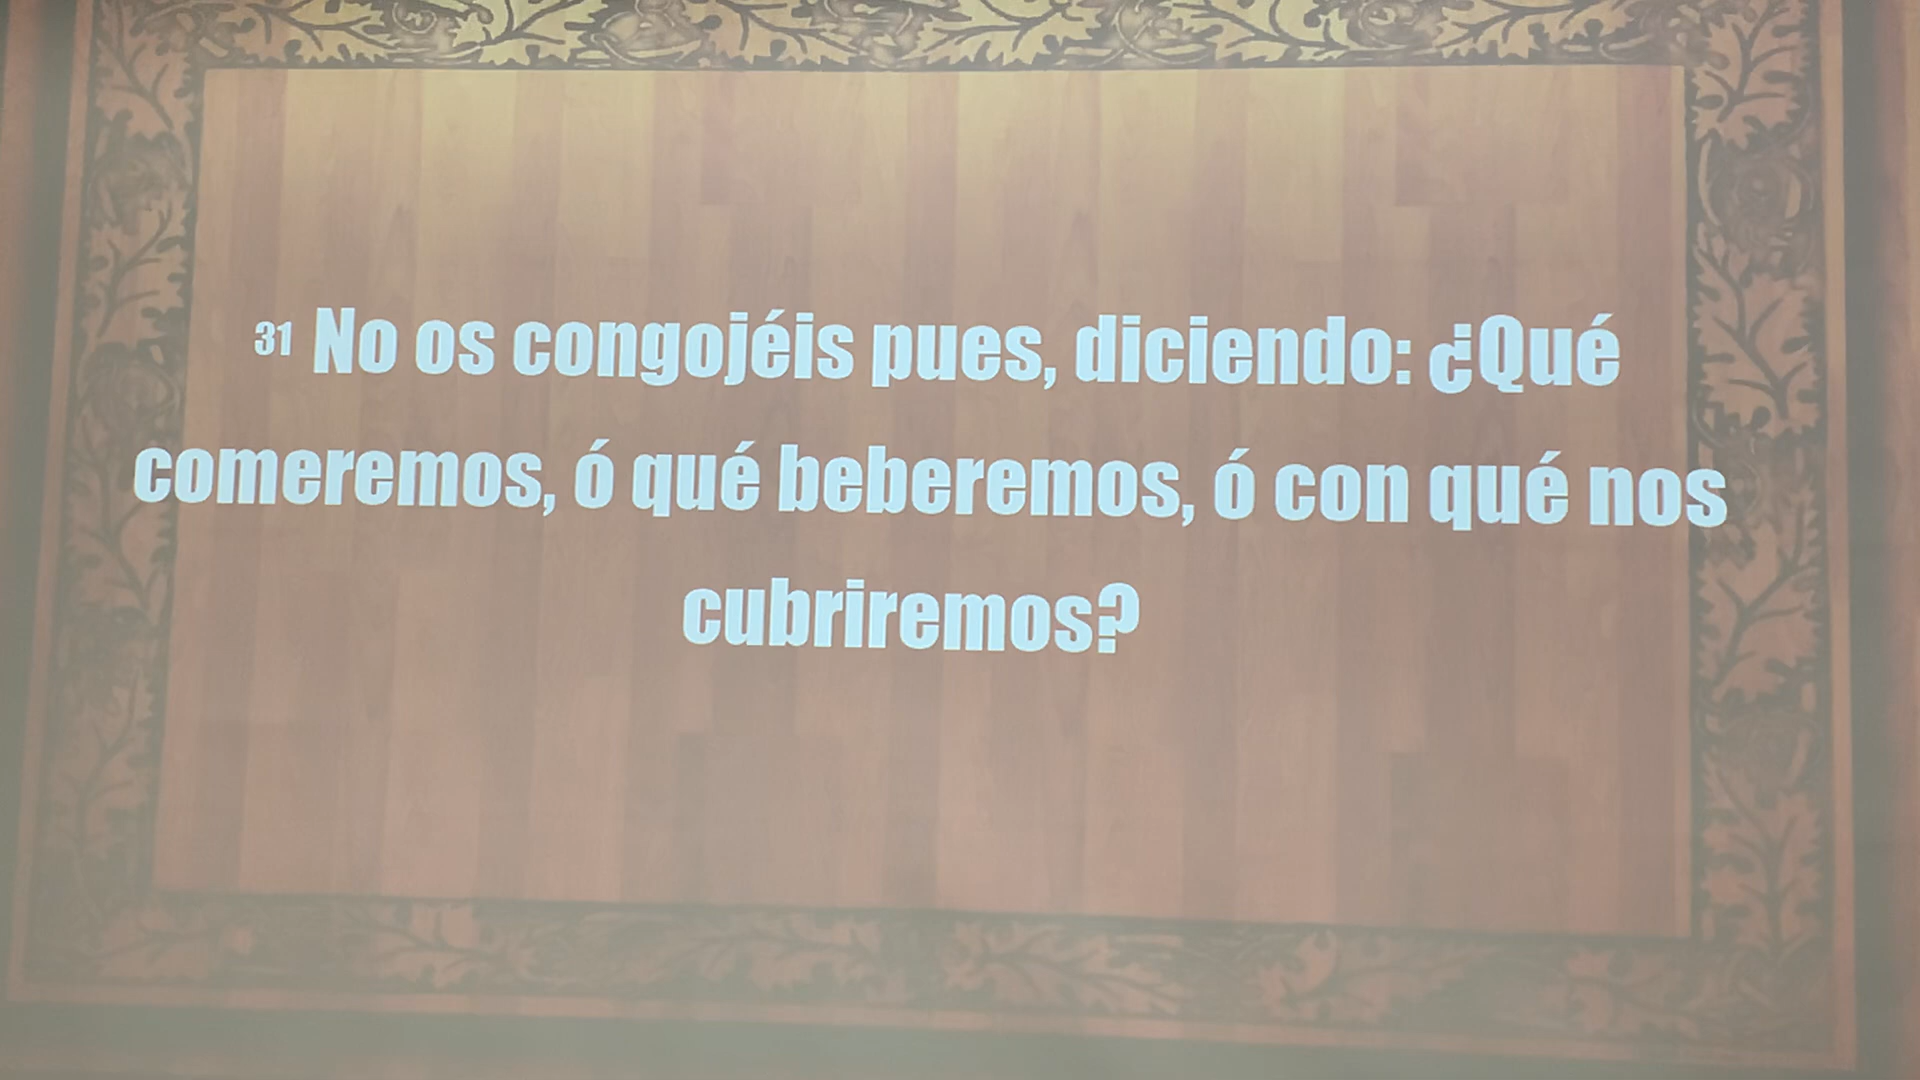 31 No os congojéis pues, diciendo: ¿Qué
comeremos, ó qué beberemos, ó con qué nos
cubriremos?